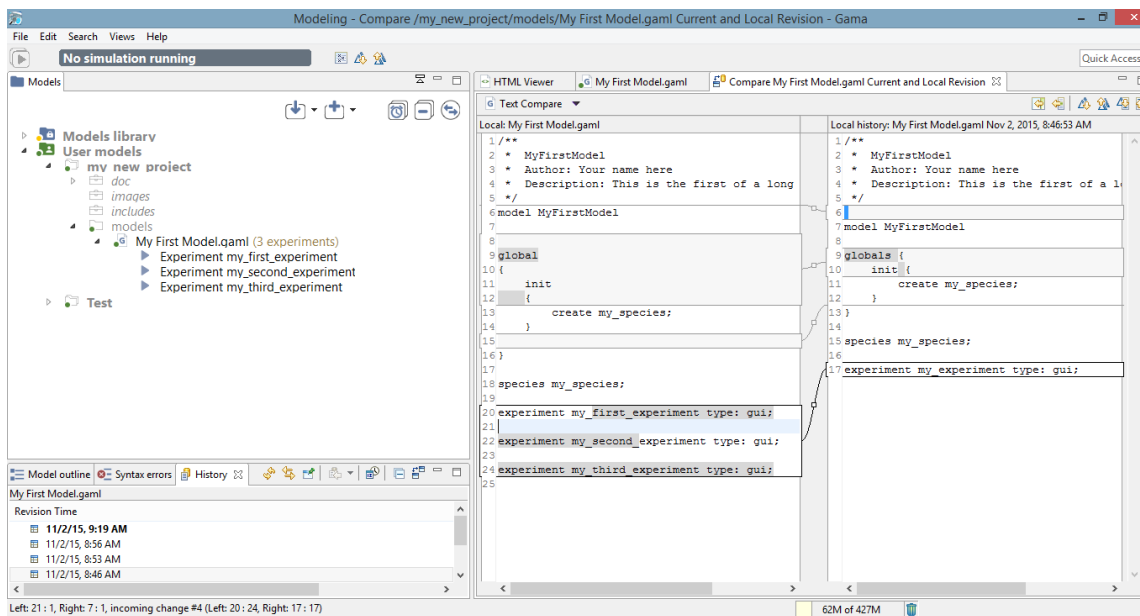 Modeling - Compare /my_new_project/models/My First Model.gaml Current and Local Revision - Gama
File Edit Search Views Help
No simulation running
Quick Access
Models
Models library
User models
my_new_project
doc
images
includes
models
My First Model.gaml (3 experiments)
Experiment my_first_experiment
Experiment my_second_experiment
Experiment my_third_experiment
Test
Model outline Syntax errors History
My First Model.gaml
Revision Time
11/2/15, 9:19 AM
11/2/15, 8:56 AM
11/2/15, 8:53 AM
11/2/15, 8:46 AM
HTML Viewer My First Model.gaml Compare My First Model.gaml Current and Local Revision
Text Compare
Local: My First Model.gaml
1 /**
2 * MyFirstModel
3 * Author: Your name here
4 * Description: This is the first of a long
5 */
6 model MyFirstModel
7
8
9 global
10 {
11 init
12 {
13 create my_species;
14 }
15
16 }
17
18 species my_species;
19
20 experiment my_first_experiment type: gui;
21
22 experiment my_second_experiment type: gui;
23
24 experiment my_third_experiment type: gui;
25
Local history: My First Model.gaml Nov 2, 2015, 8:46:53 AM
1 /**
2 * MyFirstModel
3 * Author: Your name here
4 * Description: This is the first of a
5 */
6
7 model MyFirstModel
8
9 globals {
10 init {
11 create my_species;
12 }
13 }
14
15 species my_species;
16
17 experiment my_experiment type: gui;
Left: 21 : 1, Right: 7 : 1, incoming change #4 (Left: 20 : 24, Right: 17 : 17)
62M of 427M